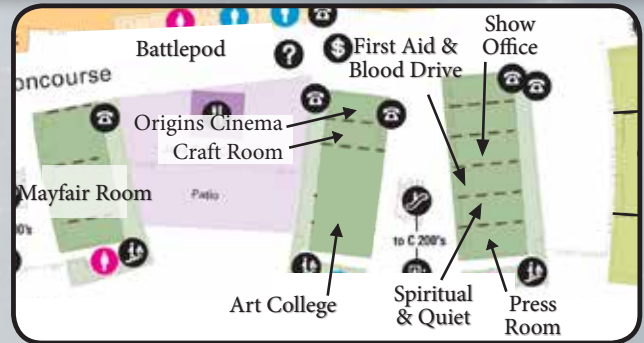 Battlepod
?
$
First Aid &
Blood Drive
Show
Office
oncourse
Origins Cinema
Craft Room
Mayfair Room
Patio
00's
to C 200's
Art College
Spiritual
& Quiet
Press
Room